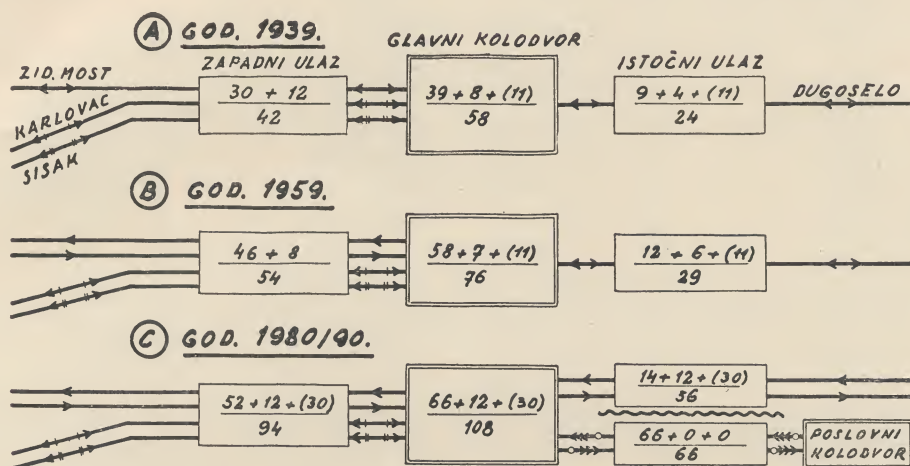 A GOD. 1939.
GLAVNI KOLODVOR
ZID. MOST ZAPADNI ULAZ ISTOČNI ULAZ
30 + 12
42
39 + 8 + (11)
58
9 + 4 + (11)
24
DUGOSELO
KARLOVAC
SISAK
B GOD. 1959.
46 + 8
54
58 + 7 + (11)
76
12 + 6 + (11)
29
C GOD. 1980/90.
52 + 12 + (30)
94
66 + 12 + (30)
108
14 + 12 + (30)
56
66 + 0 + 0
66
POSLOVNI
KOLODVOR